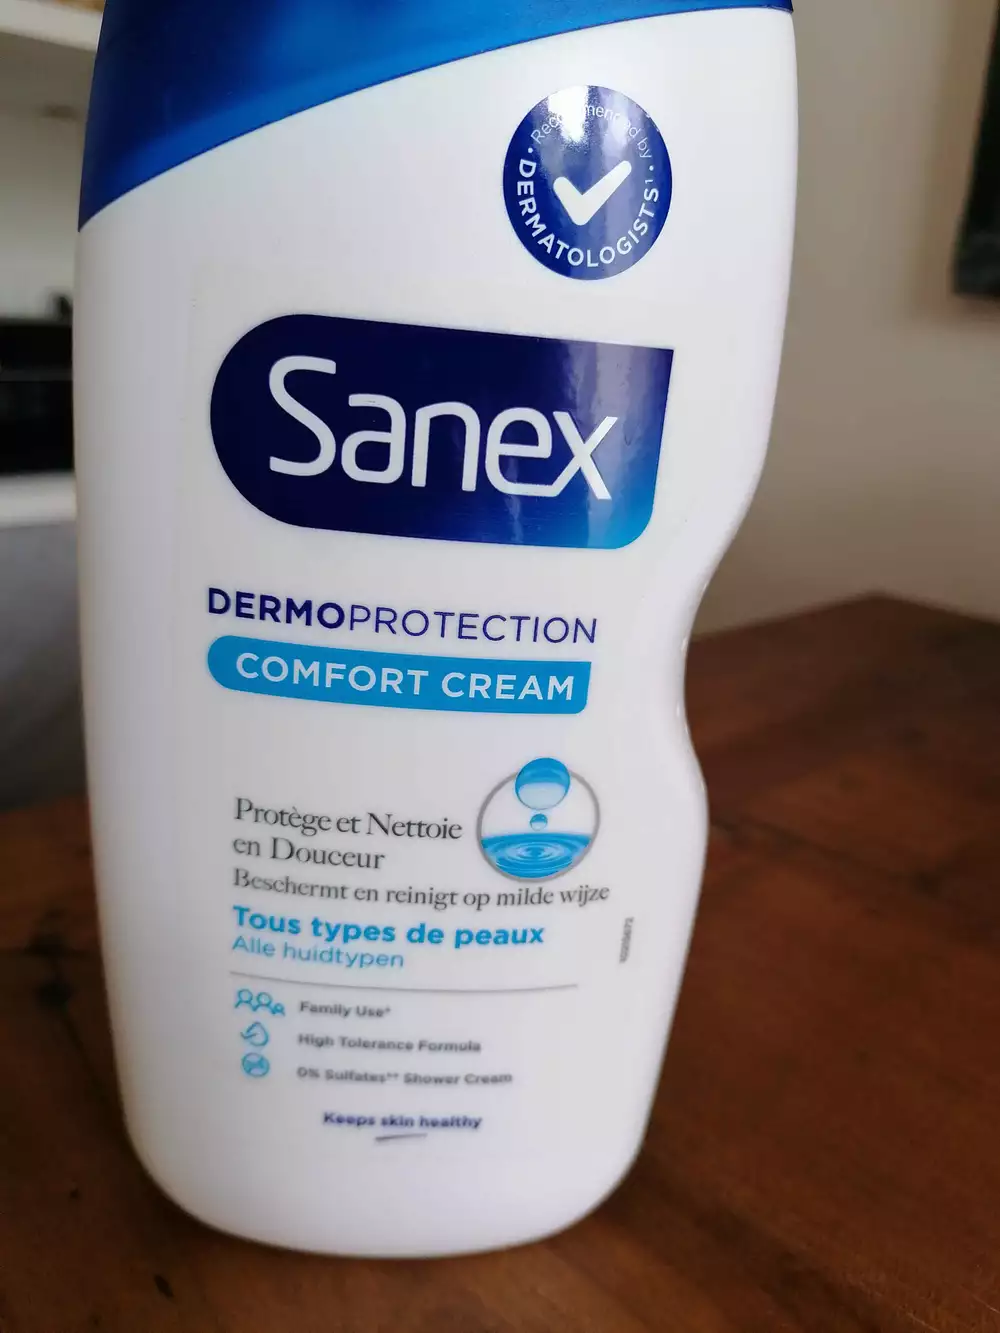 Recommended by
DERMATOLOGISTS¹
Sanex
DERMOPROTECTION
COMFORT CREAM
Protège et Nettoie
en Douceur
Beschermt en reinigt op milde wijze
Tous types de peaux
Alle huidtypen
Family Use*
High Tolerance Formula
0% Sulfates** Shower Cream
Keeps skin healthy